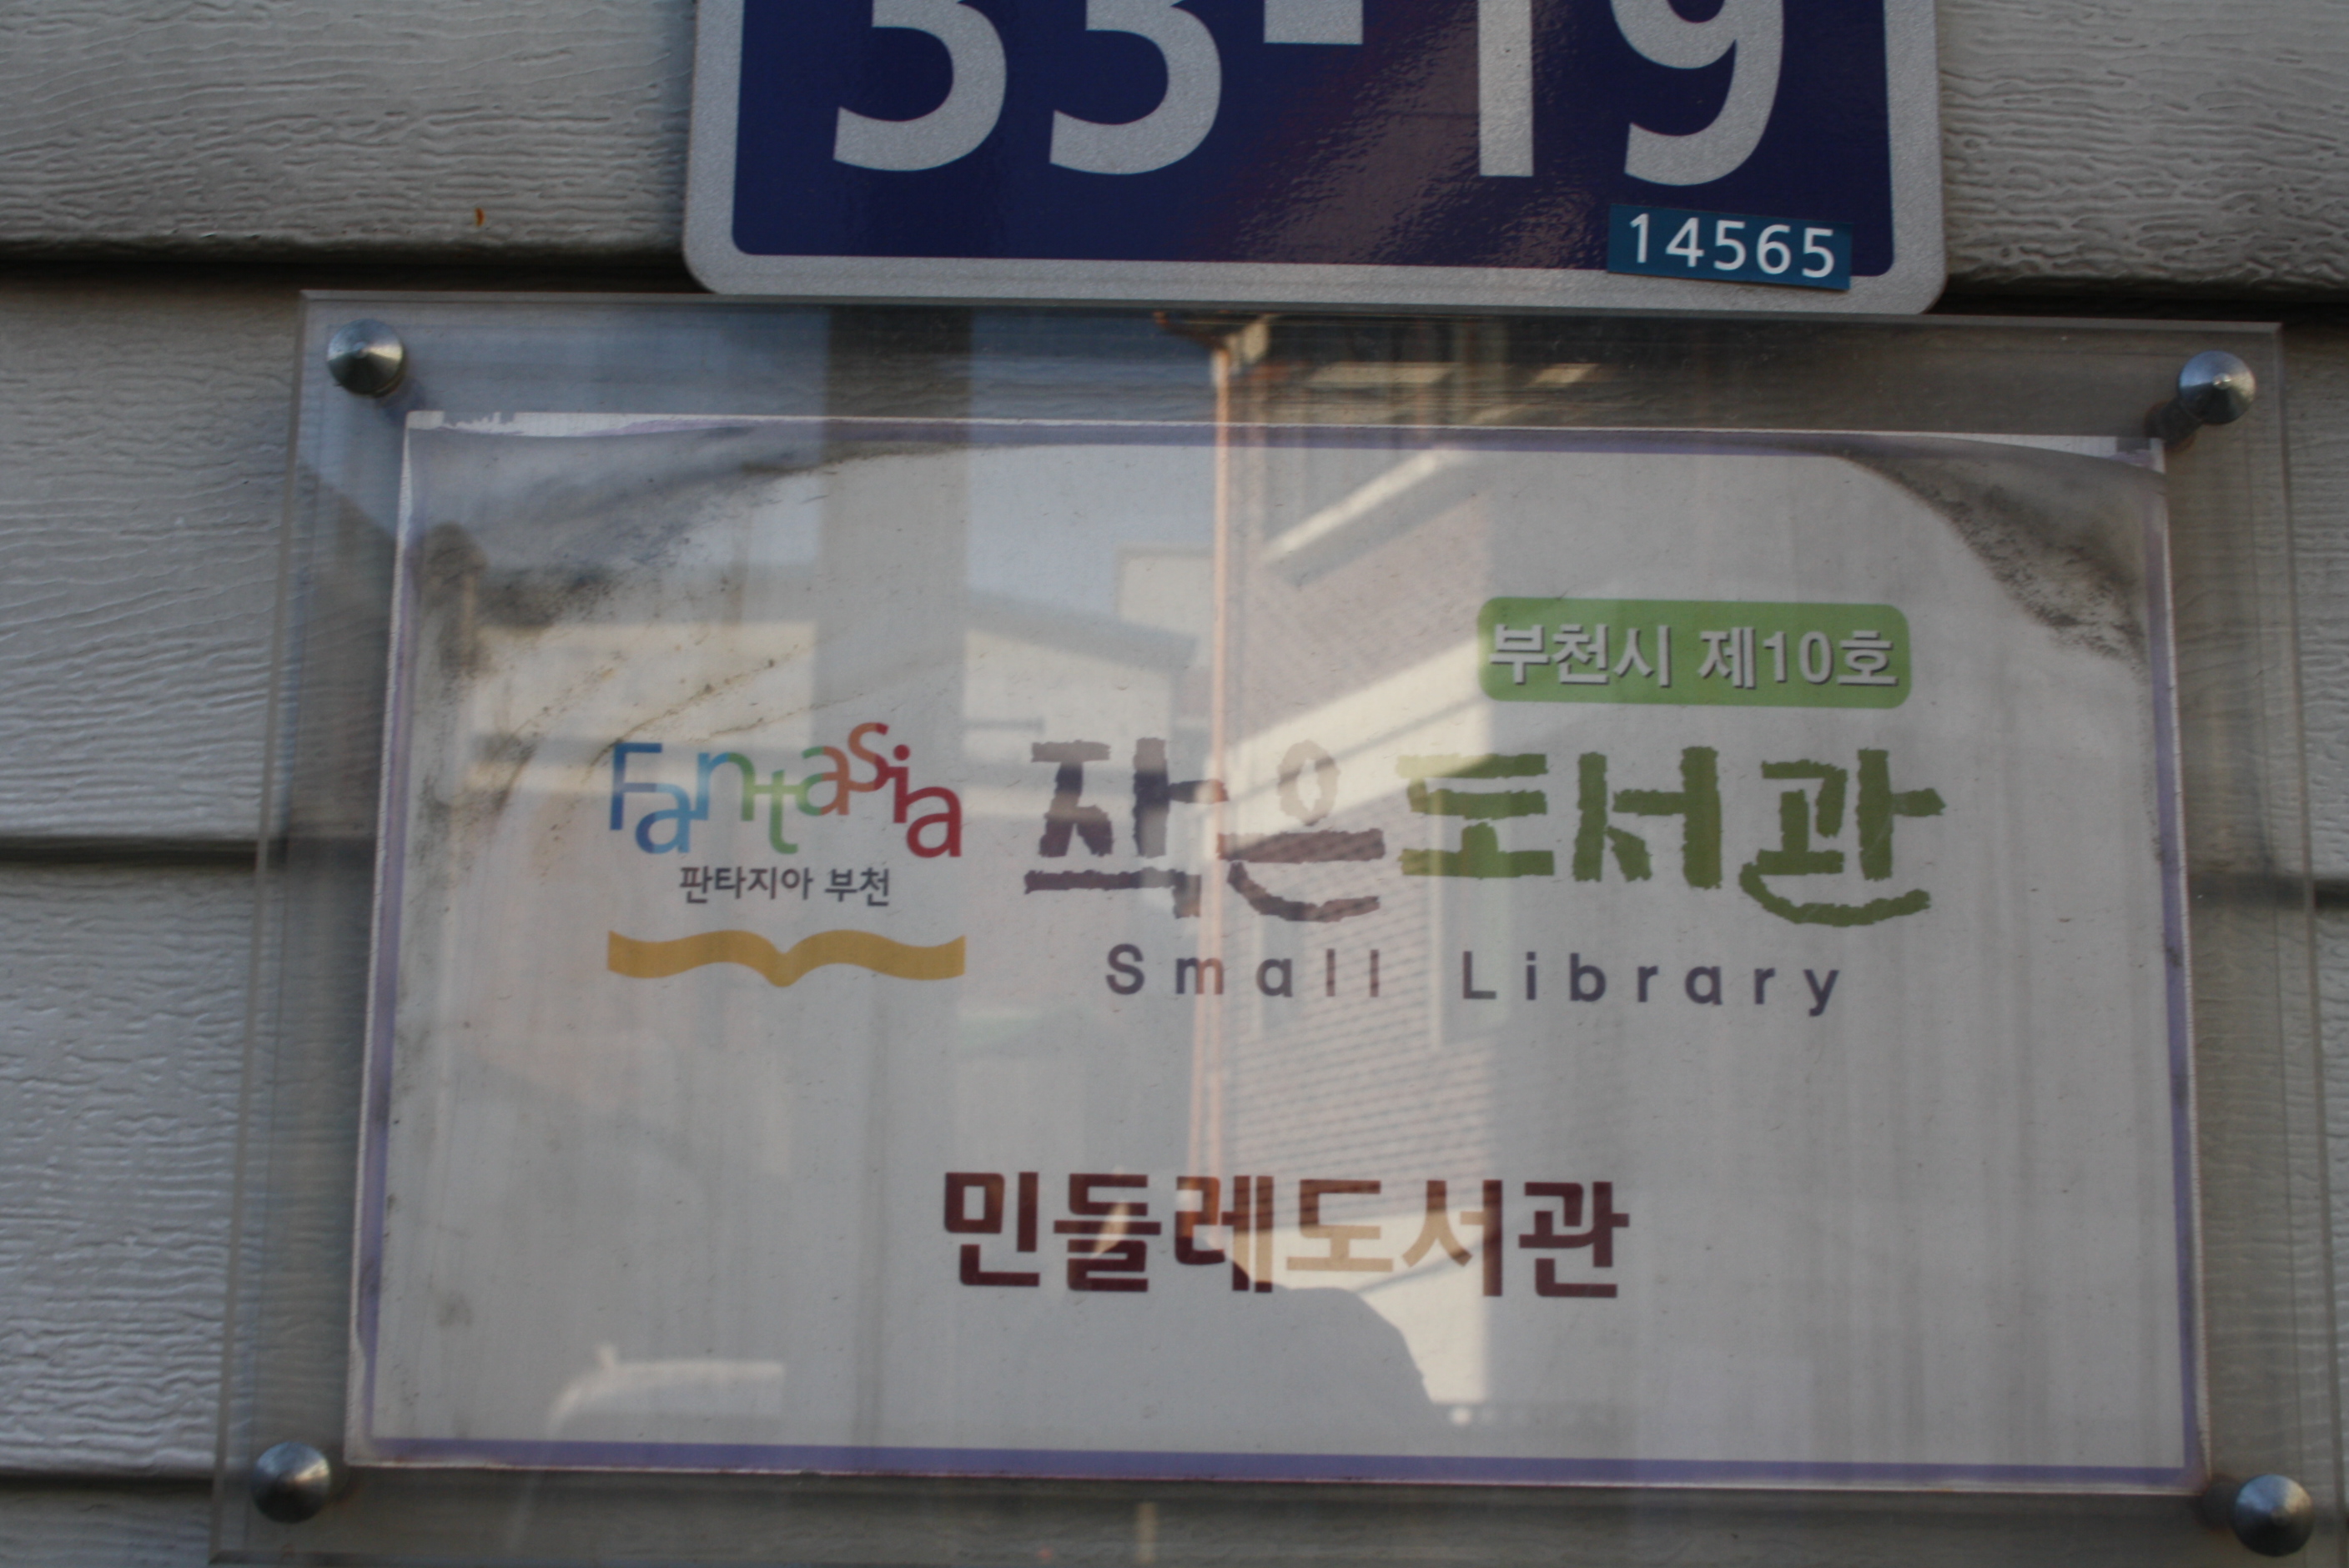 33-19
14565
부천시 제10호
Fantasia
판타지아 부천
작은도서관
Small Library
민들레도서관